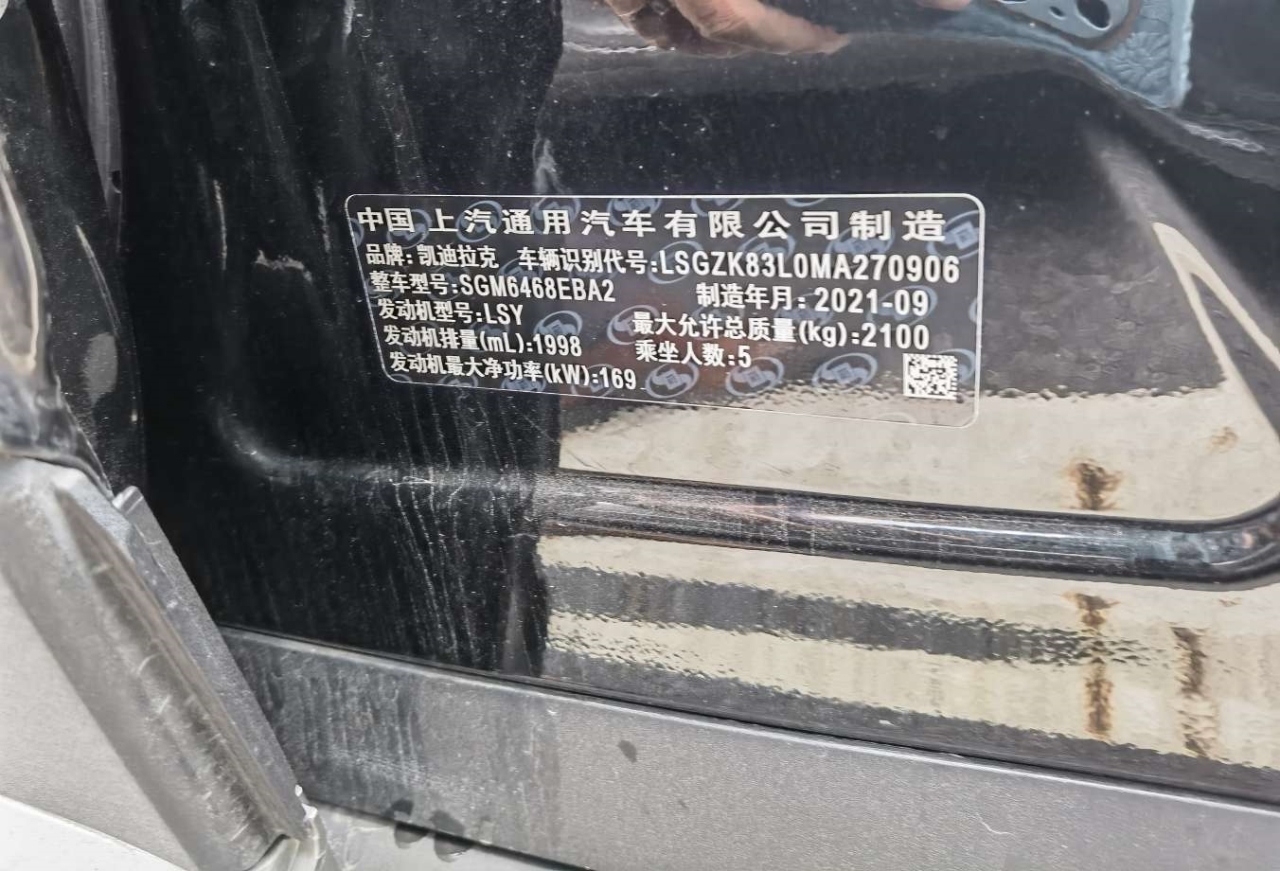 中国 上汽通用汽车有限公司制造
品牌：凯迪拉克 车辆识别代号：LSGZK83L0MA270906
整车型号：SGM6468EBA2 制造年月：2021-09
发动机型号：LSY 最大允许总质量(kg)：2100
发动机排量(mL)：1998 乘坐人数：5
发动机最大净功率(kW)：169